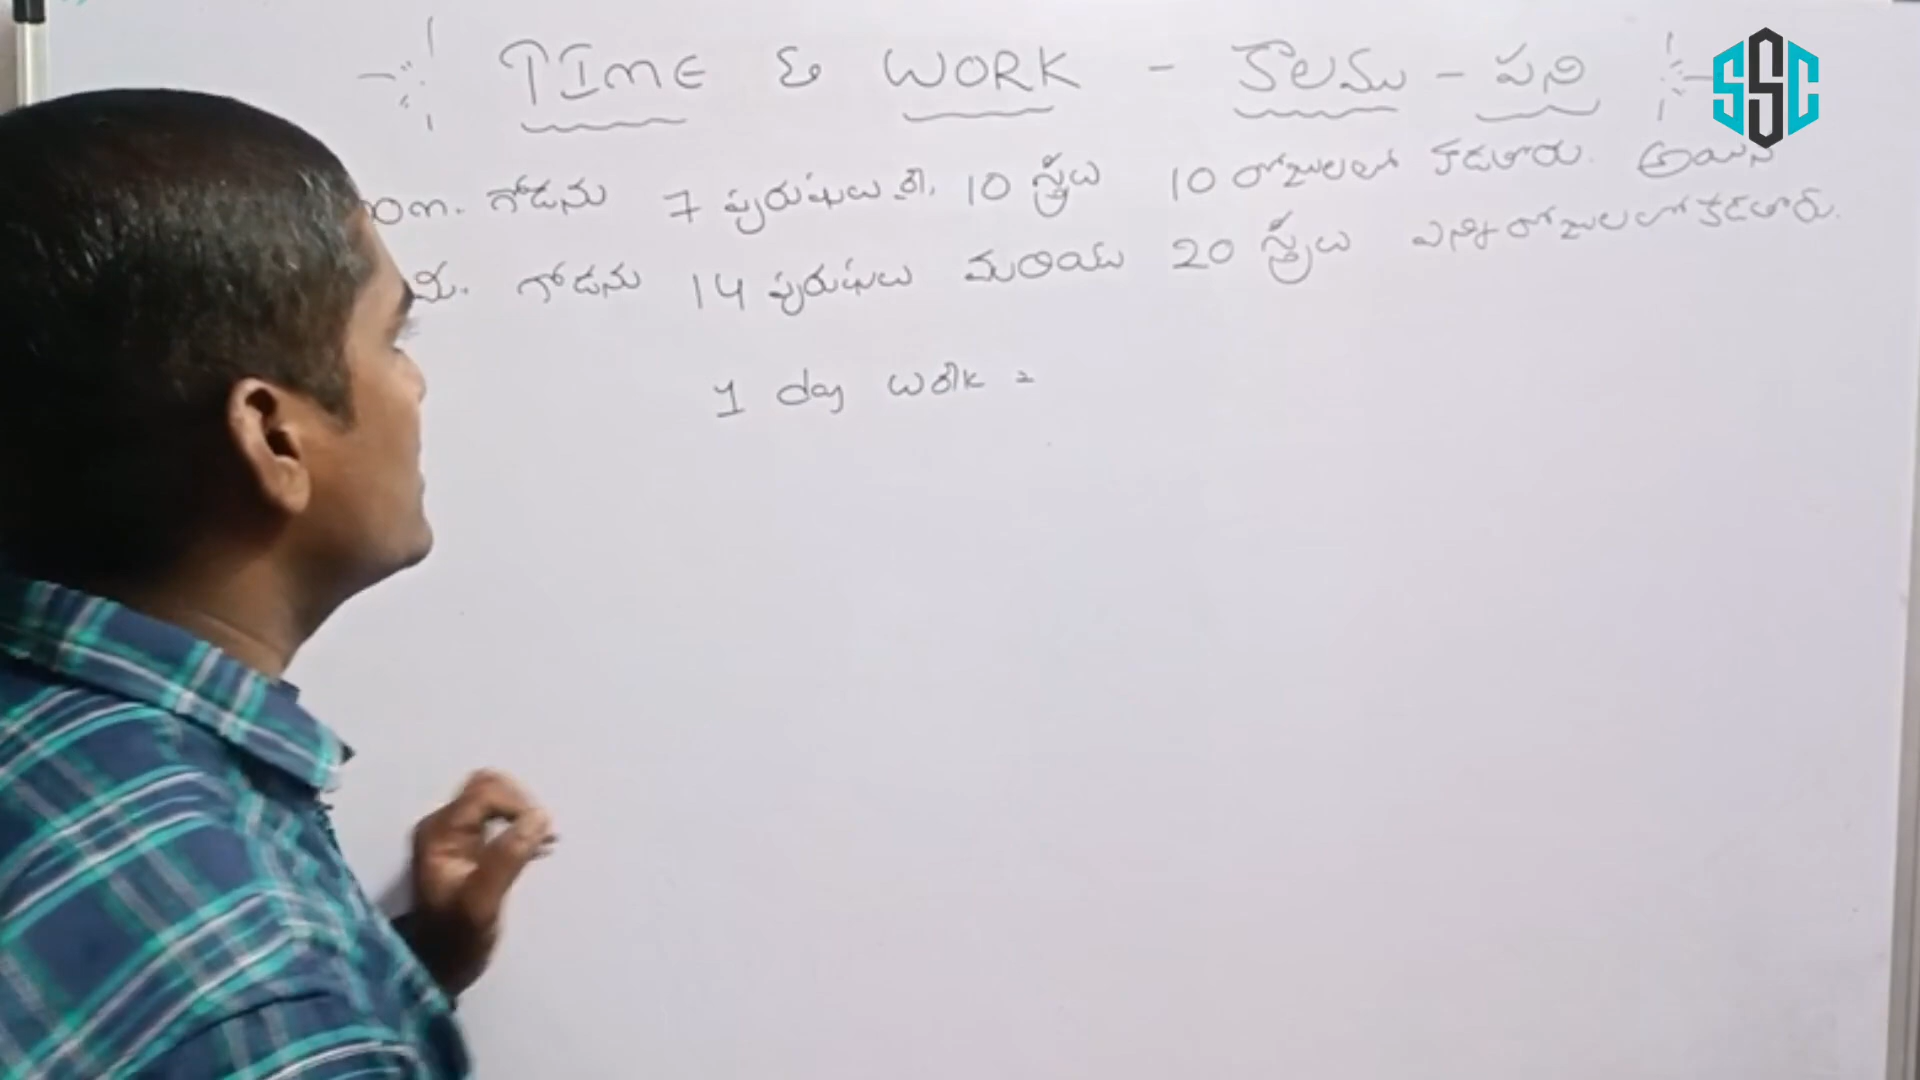 TIME & WORK - కాలము - పని
SSC
0m. గోడను 7 పురుషులు లే, 10 స్త్రీలు 10 రోజులలో కడతారు. అయిన
మీ. గోడను 14 పురుషులు మరియు 20 స్త్రీలు ఎన్ని రోజులలో కడతారు.
1 day work =